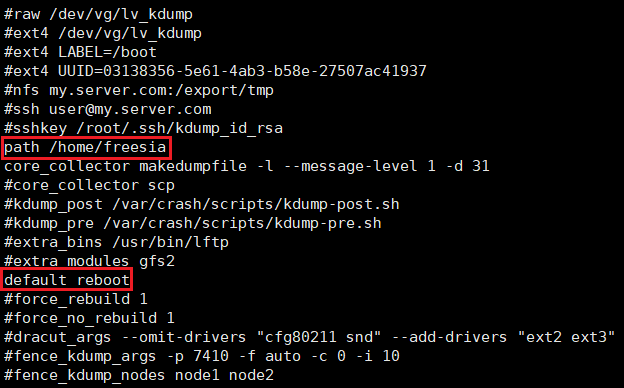 #raw /dev/vg/lv_kdump
#ext4 /dev/vg/lv_kdump
#ext4 LABEL=/boot
#ext4 UUID=03138356-5e61-4ab3-b58e-27507ac41937
#nfs my.server.com:/export/tmp
#ssh user@my.server.com
#sshkey /root/.ssh/kdump_id_rsa
path /home/freesia
core_collector makedumpfile -l --message-level 1 -d 31
#core_collector scp
#kdump_post /var/crash/scripts/kdump-post.sh
#kdump_pre /var/crash/scripts/kdump-pre.sh
#extra_bins /usr/bin/lftp
#extra_modules gfs2
default reboot
#force_rebuild 1
#force_no_rebuild 1
#dracut_args --omit-drivers "cfg80211 snd" --add-drivers "ext2 ext3"
#fence_kdump_args -p 7410 -f auto -c 0 -i 10
#fence_kdump_nodes node1 node2